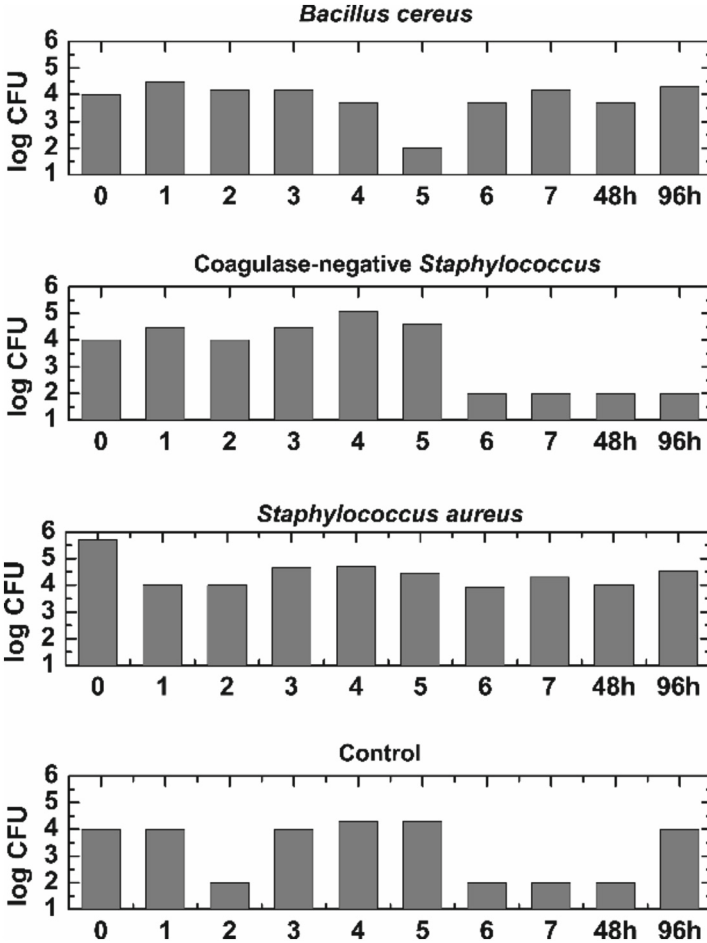 Bacillus cereus
6
5
4
3
2
1
log CFU
0 1 2 3 4 5 6 7 48h 96h
Coagulase-negative Staphylococcus
6
5
4
3
2
1
log CFU
0 1 2 3 4 5 6 7 48h 96h
Staphylococcus aureus
6
5
4
3
2
1
log CFU
0 1 2 3 4 5 6 7 48h 96h
Control
6
5
4
3
2
1
log CFU
0 1 2 3 4 5 6 7 48h 96h